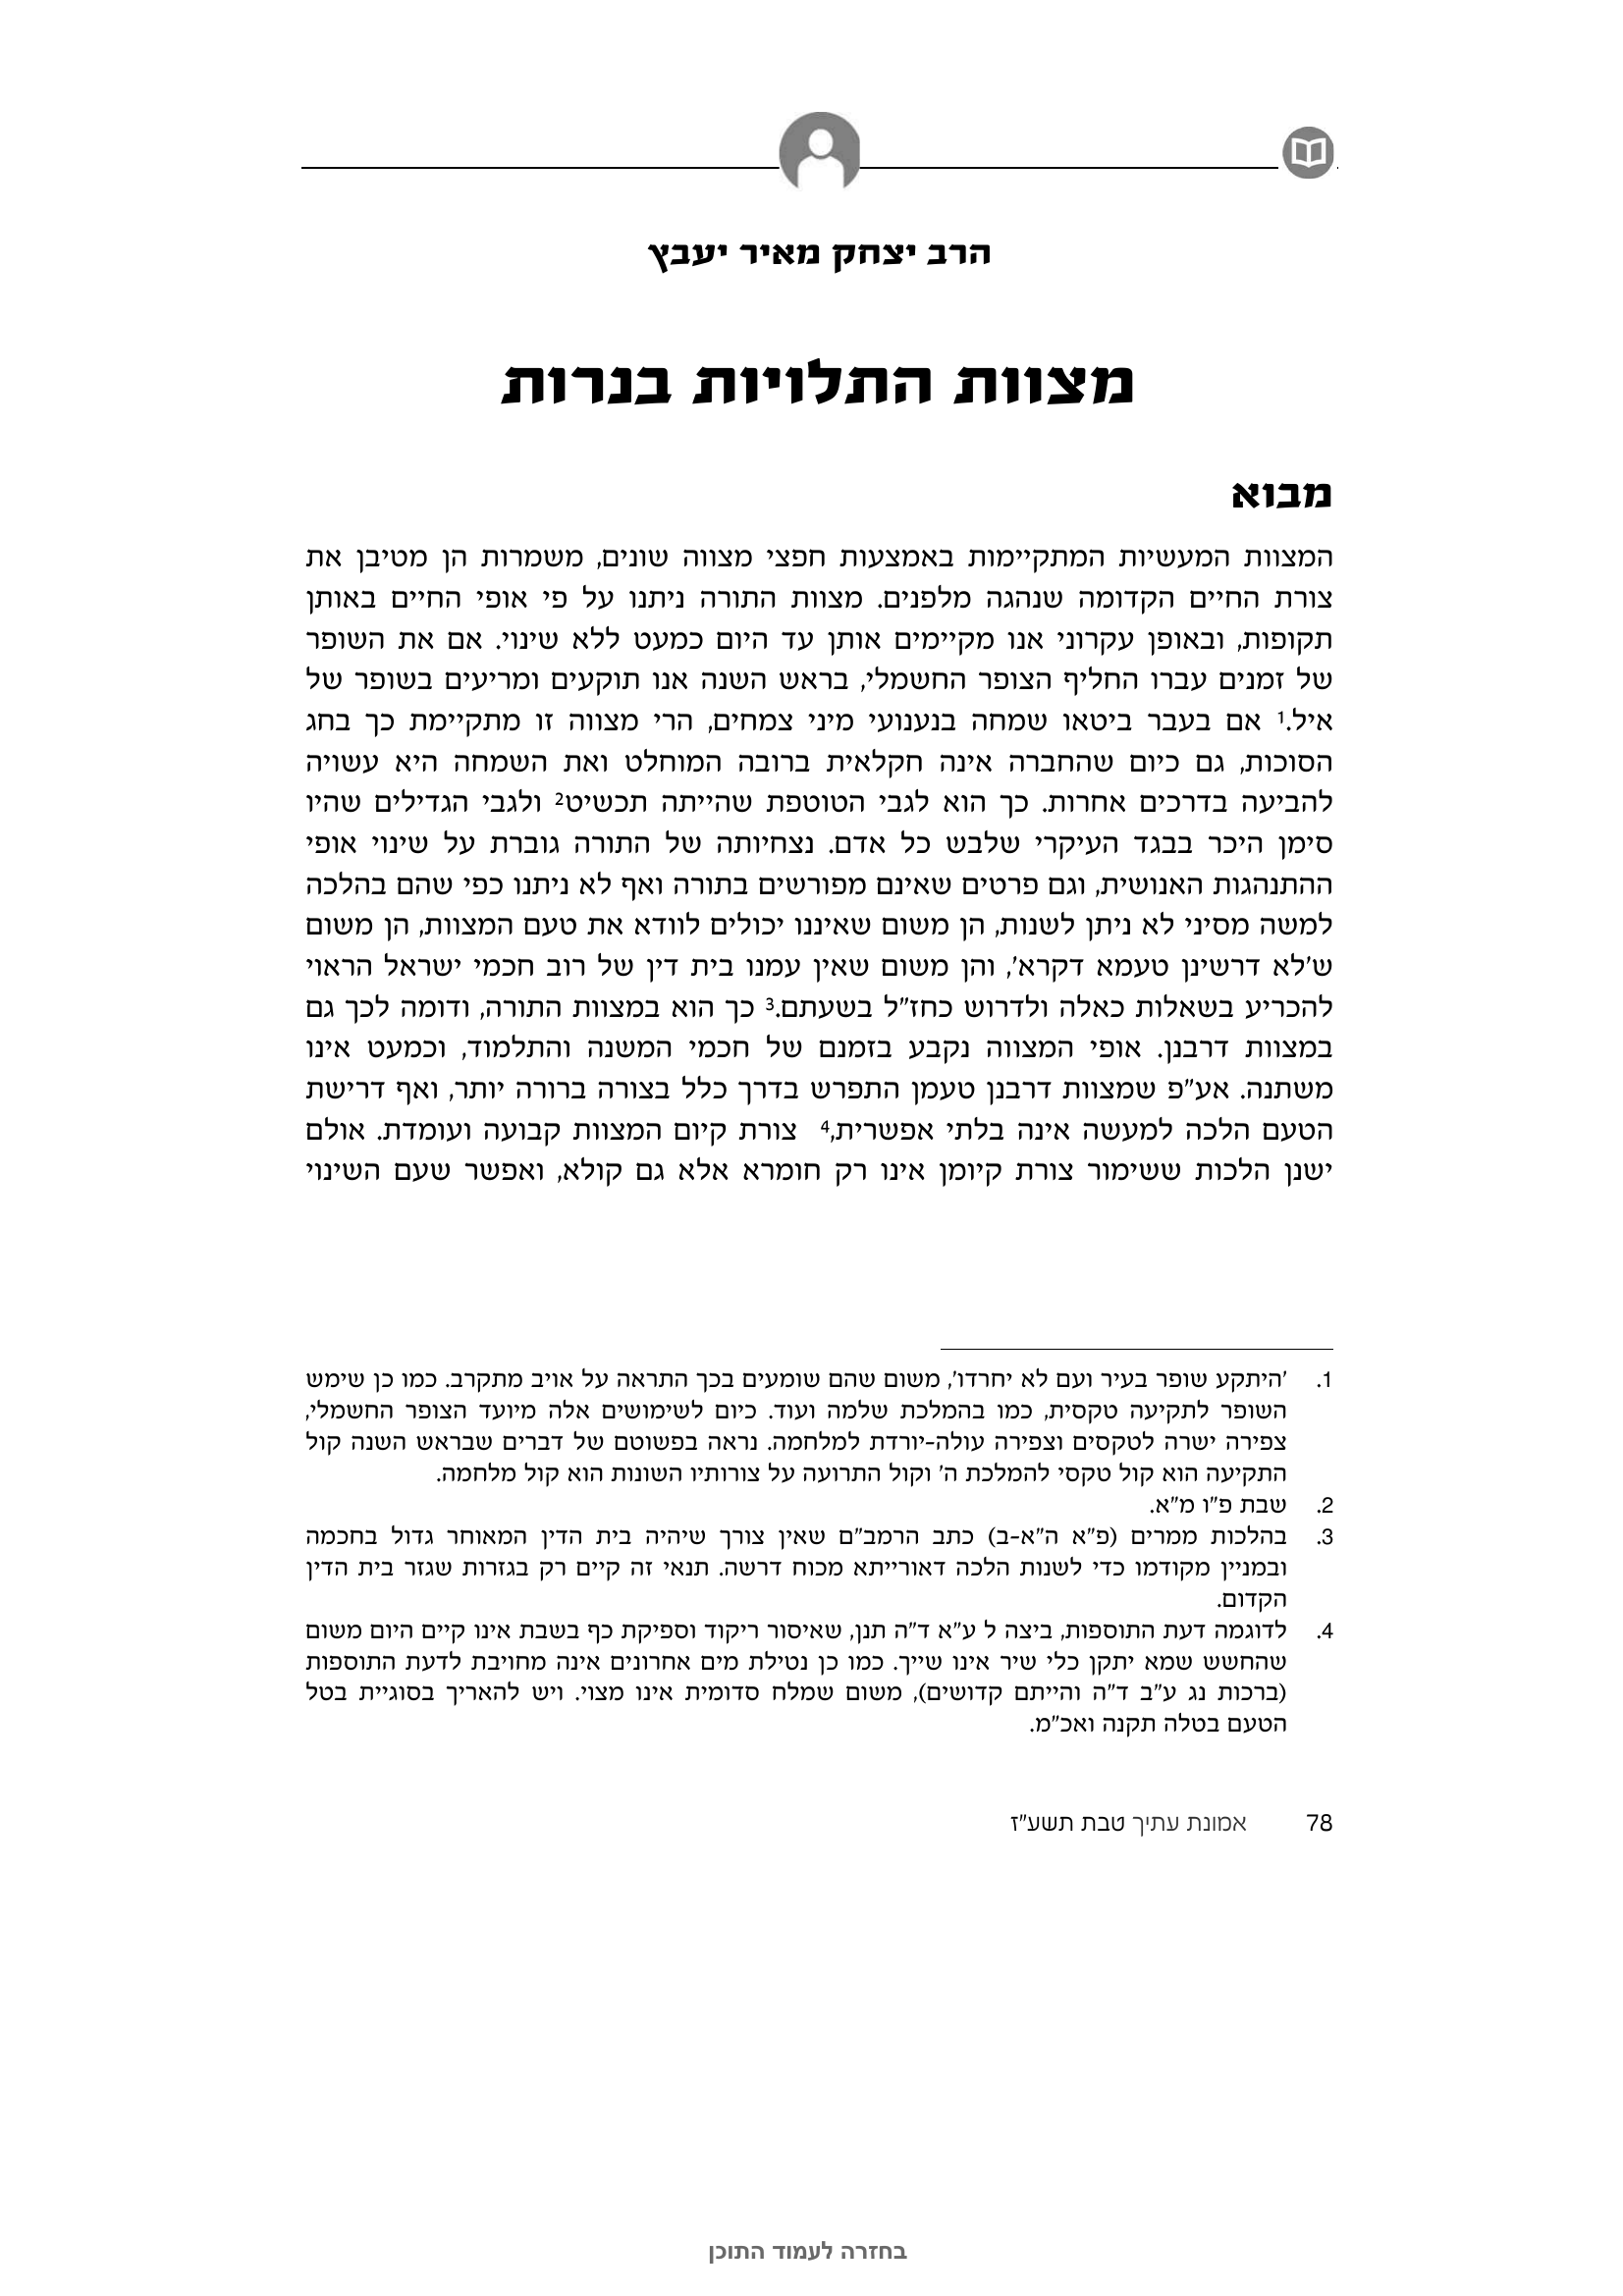 הרב יצחק מאיר יעבץ
מצוות התלויות בנרות
מבוא
המצוות המעשיות המתקיימות באמצעות חפצי מצווה שונים, משמרות הן מטיבן את
צורת החיים הקדומה שנהגה מלפנים. מצוות התורה ניתנו על פי אופי החיים באותן
תקופות, ובאופן עקרוני אנו מקיימים אותן עד היום כמעט ללא שינוי. אם את השופר
של זמנים עברו החליף הצופר החשמלי, בראש השנה אנו תוקעים ומריעים בשופר של
איל.1 אם בעבר ביטאו שמחה בנענועי מיני צמחים, הרי מצווה זו מתקיימת כך בחג
הסוכות, גם כיום שהחברה אינה חקלאית ברובה המוחלט ואת השמחה היא עשויה
להביעה בדרכים אחרות. כך הוא לגבי הטוטפת שהייתה תכשיט2 ולגבי הגדילים שהיו
סימן היכר בבגד העיקרי שלבש כל אדם. נצחיותה של התורה גוברת על שינוי אופי
ההתנהגות האנושית, וגם פרטים שאינם מפורשים בתורה ואף לא ניתנו כפי שהם בהלכה
למשה מסיני לא ניתן לשנות, הן משום שאיננו יכולים לוודא את טעם המצוות, הן משום
ש'לא דרשינן טעמא דקרא', והן משום שאין עמנו בית דין של רוב חכמי ישראל הראוי
להכריע בשאלות כאלה ולדרוש כחז"ל בשעתם.3 כך הוא במצוות התורה, ודומה לכך גם
במצוות דרבנן. אופי המצווה נקבע בזמנם של חכמי המשנה והתלמוד, וכמעט אינו
משתנה. אע"פ שמצוות דרבנן טעמן התפרש בדרך כלל בצורה ברורה יותר, ואף דרישת
הטעם הלכה למעשה אינה בלתי אפשרית,4 צורת קיום המצוות קבועה ועומדת. אולם
ישנן הלכות ששימור צורת קיומן אינו רק חומרא אלא גם קולא, ואפשר שעם השינוי
1. 'היתקע שופר בעיר ועם לא יחרדו', משום שהם שומעים בכך התראה על אויב מתקרב. כמו כן שימש
השופר לתקיעה טקסית, כמו בהמלכת שלמה ועוד. כיום לשימושים אלה מיועד הצופר החשמלי,
צפירה ישרה לטקסים וצפירה עולה-יורדת למלחמה. נראה בפשוטם של דברים שבראש השנה קול
התקיעה הוא קול טקסי להמלכת ה' וקול התרועה על צורותיו השונות הוא קול מלחמה.
2. שבת פ"ו מ"א.
3. בהלכות ממרים (פ"א ה"א-ב) כתב הרמב"ם שאין צורך שיהיה בית הדין המאוחר גדול בחכמה
ובמניין מקודמו כדי לשנות הלכה דאורייתא מכוח דרשה. תנאי זה קיים רק בגזרות שגזר בית הדין
הקדום.
4. לדוגמה דעת התוספות, ביצה ל ע"א ד"ה תנן, שאיסור ריקוד וספיקת כף בשבת אינו קיים היום משום
שהחשש שמא יתקן כלי שיר אינו שייך. כמו כן נטילת מים אחרונים אינה מחויבת לדעת התוספות
(ברכות נג ע"ב ד"ה והייתם קדושים), משום שמלח סדומית אינו מצוי. ויש להאריך בסוגיית בטל
הטעם בטלה תקנה ואכ"מ.
78 אמונת עתיך טבת תשע"ז
בחזרה לעמוד התוכן